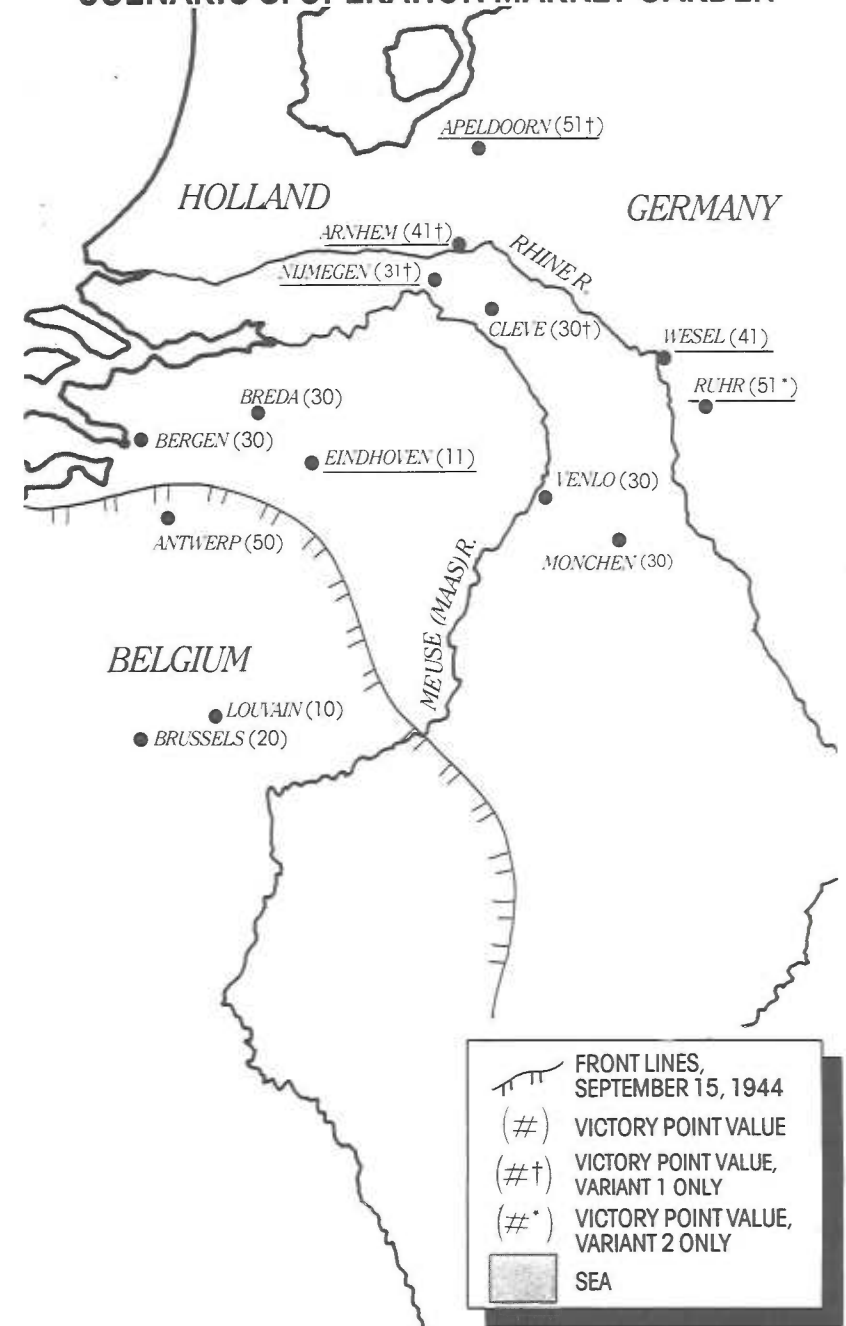 APELDOORN (51†)
HOLLAND
GERMANY
ARNHEM (41†)
RHINE R.
NIJMEGEN (31†)
CLEVE (30†)
WESEL (41)
RUHR (51*)
BREDA (30)
BERGEN (30)
EINDHOVEN (11)
VENLO (30)
ANTWERP (50)
MONCHEN (30)
MEUSE (MAAS) R.
BELGIUM
LOUVAIN (10)
BRUSSELS (20)
FRONT LINES,
SEPTEMBER 15, 1944
(#) VICTORY POINT VALUE
(#†) VICTORY POINT VALUE,
VARIANT 1 ONLY
(#*) VICTORY POINT VALUE,
VARIANT 2 ONLY
SEA